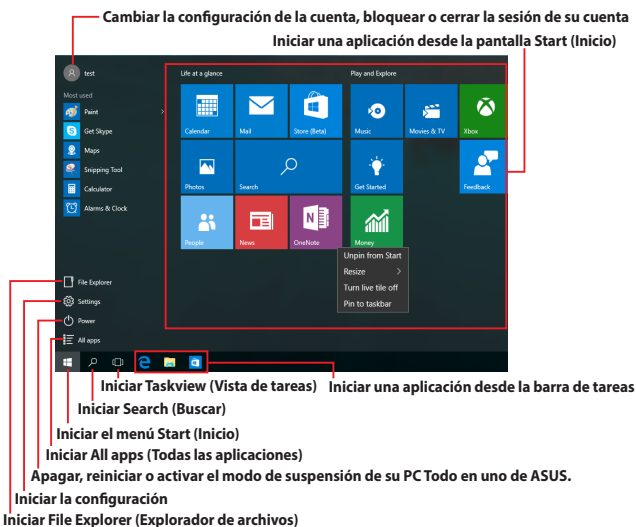 Cambiar la configuración de la cuenta, bloquear o cerrar la sesión de su cuenta
Iniciar una aplicación desde la pantalla Start (Inicio)
test
Life at a glance
Play and Explore
Most used
Paint
Get Skype
Maps
Snipping Tool
Calculator
Alarms & Clock
Calendar
Mail
Store (Beta)
Music
Movies & TV
Xbox
Photos
Search
Get Started
Feedback
People
News
OneNote
Money
Unpin from Start
Resize
Turn live tile off
Pin to taskbar
File Explorer
Settings
Power
All apps
Iniciar Taskview (Vista de tareas)
Iniciar una aplicación desde la barra de tareas
Iniciar Search (Buscar)
Iniciar el menú Start (Inicio)
Iniciar All apps (Todas las aplicaciones)
Apagar, reiniciar o activar el modo de suspensión de su PC Todo en uno de ASUS.
Iniciar la configuración
Iniciar File Explorer (Explorador de archivos)